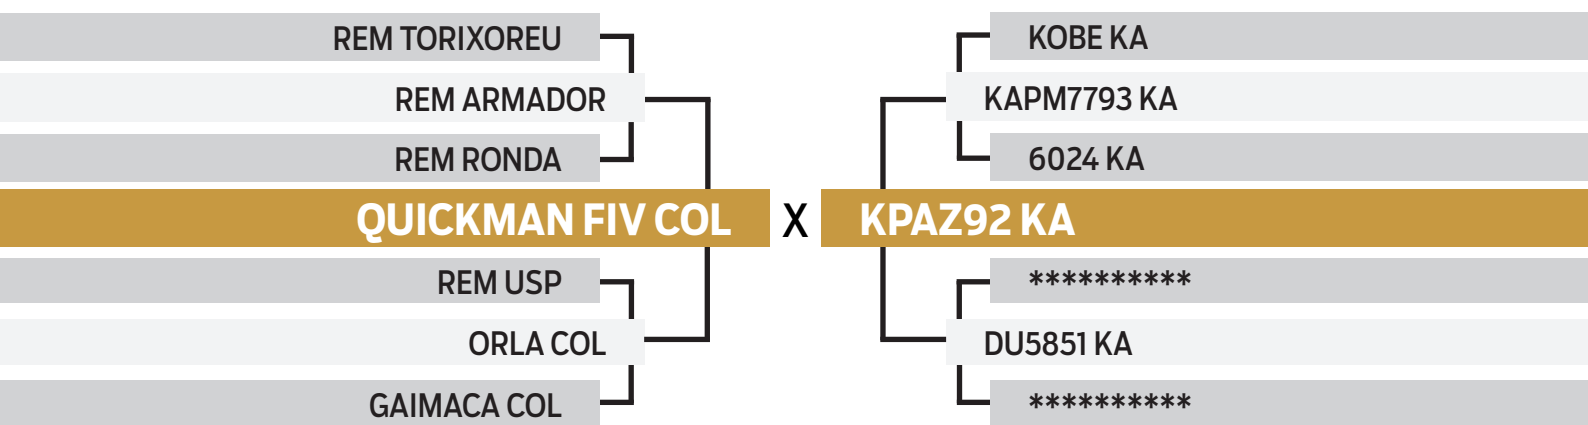 REM TORIXOREU
REM ARMADOR
REM RONDA
QUICKMAN FIV COL
REM USP
ORLA COL
GAIMACA COL
X
KOBE KA
KAPM7793 KA
6024 KA
KPAZ92 KA
**********
DU5851 KA
**********